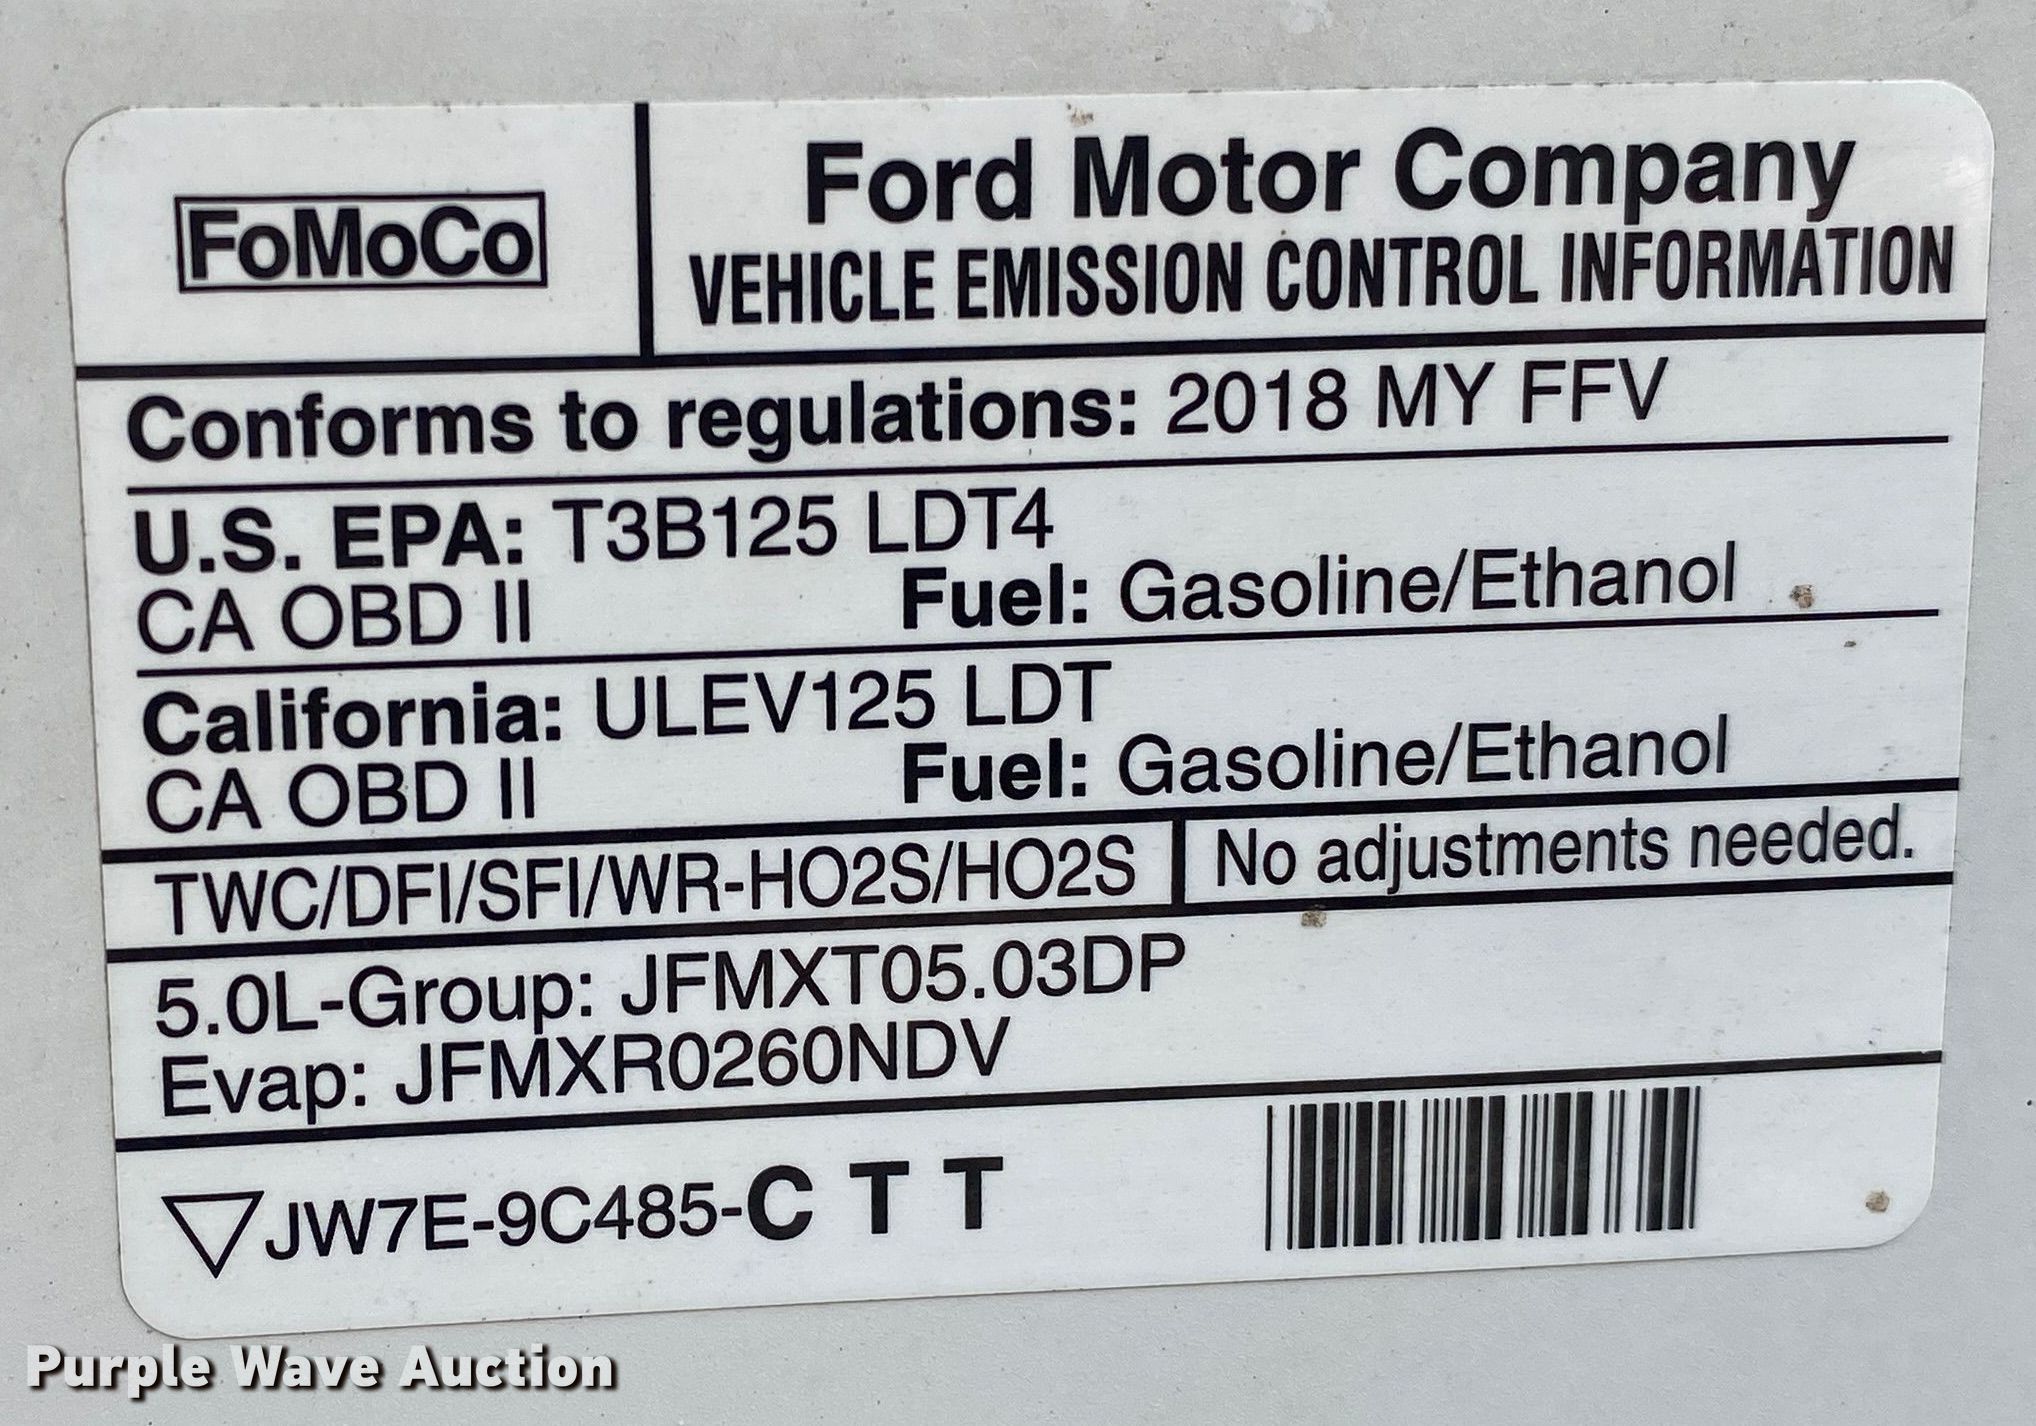 FoMoCo
Ford Motor Company
VEHICLE EMISSION CONTROL INFORMATION
Conforms to regulations: 2018 MY FFV
U.S. EPA: T3B125 LDT4
CA OBD II Fuel: Gasoline/Ethanol
California: ULEV125 LDT
CA OBD II Fuel: Gasoline/Ethanol
TWC/DFI/SFI/WR-HO2S/HO2S No adjustments needed.
5.0L-Group: JFMXT05.03DP
Evap: JFMXR0260NDV
JW7E-9C485-C T T
Purple Wave Auction